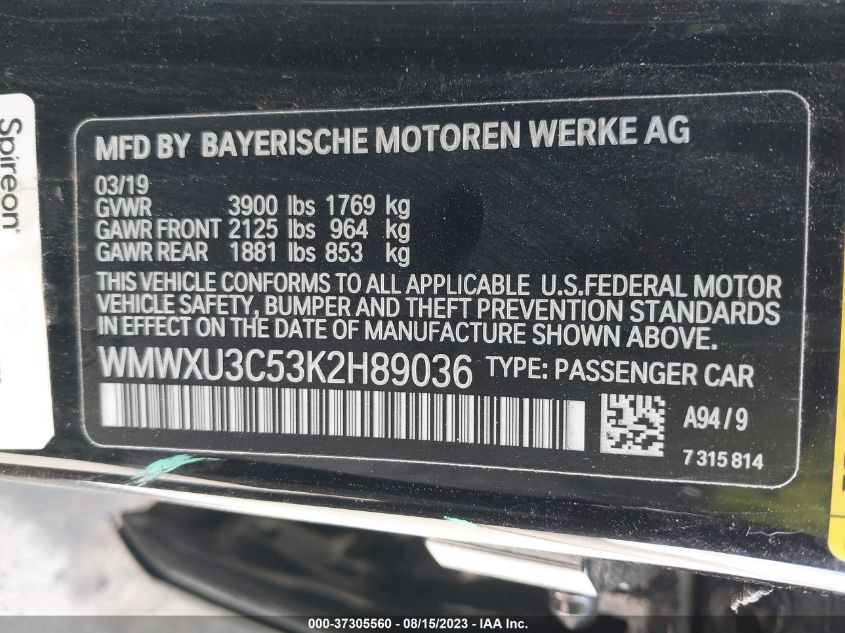 Spireon
MFD BY BAYERISCHE MOTOREN WERKE AG
03/19
GVWR 3900 lbs 1769 kg
GAWR FRONT 2125 lbs 964 kg
GAWR REAR 1881 lbs 853 kg
THIS VEHICLE CONFORMS TO ALL APPLICABLE U.S.FEDERAL MOTOR
VEHICLE SAFETY, BUMPER AND THEFT PREVENTION STANDARDS
IN EFFECT ON THE DATE OF MANUFACTURE SHOWN ABOVE.
WMWXU3C53K2H89036 TYPE: PASSENGER CAR
A94/9
7 315 814
000-37305560 - 08/15/2023 - IAA Inc.